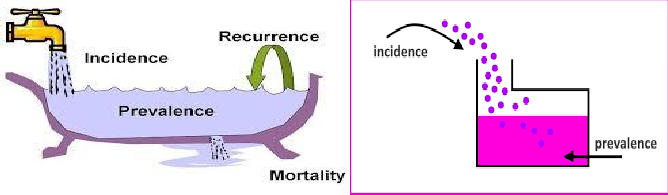 Recurrence
Incidence
Prevalence
Mortality
incidence
prevalence